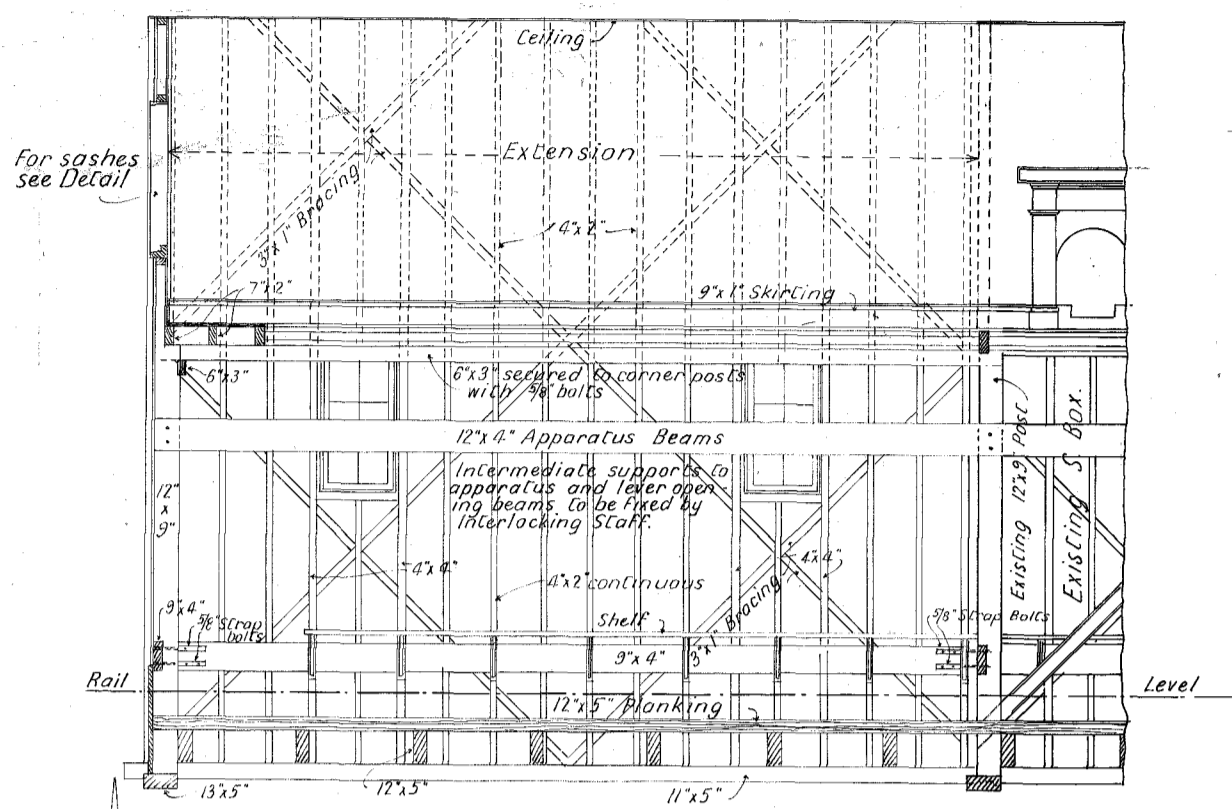 Ceiling
For sashes
see Detail
Extension
3"x1" Bracing
4"x2"
7"x2"
9"x1" Skirting
6"x3"
6"x3" secured to corner posts
with 5/8" bolts
12"x4" Apparatus Beams
Intermediate supports to
apparatus and lever open-
ing beams to be fixed by
Interlocking Staff.
12"
x
9"
Existing 12"x9" Post
Existing S Box.
4"x4"
4"x2" continuous
3"x1" Bracing
4"x4"
9"x4"
5/8" Strap
bolts
Shelf
5/8" Strap Bolts
9"x4"
Rail
Level
12"x5" Planking
13"x5"
12"x5"
11"x5"